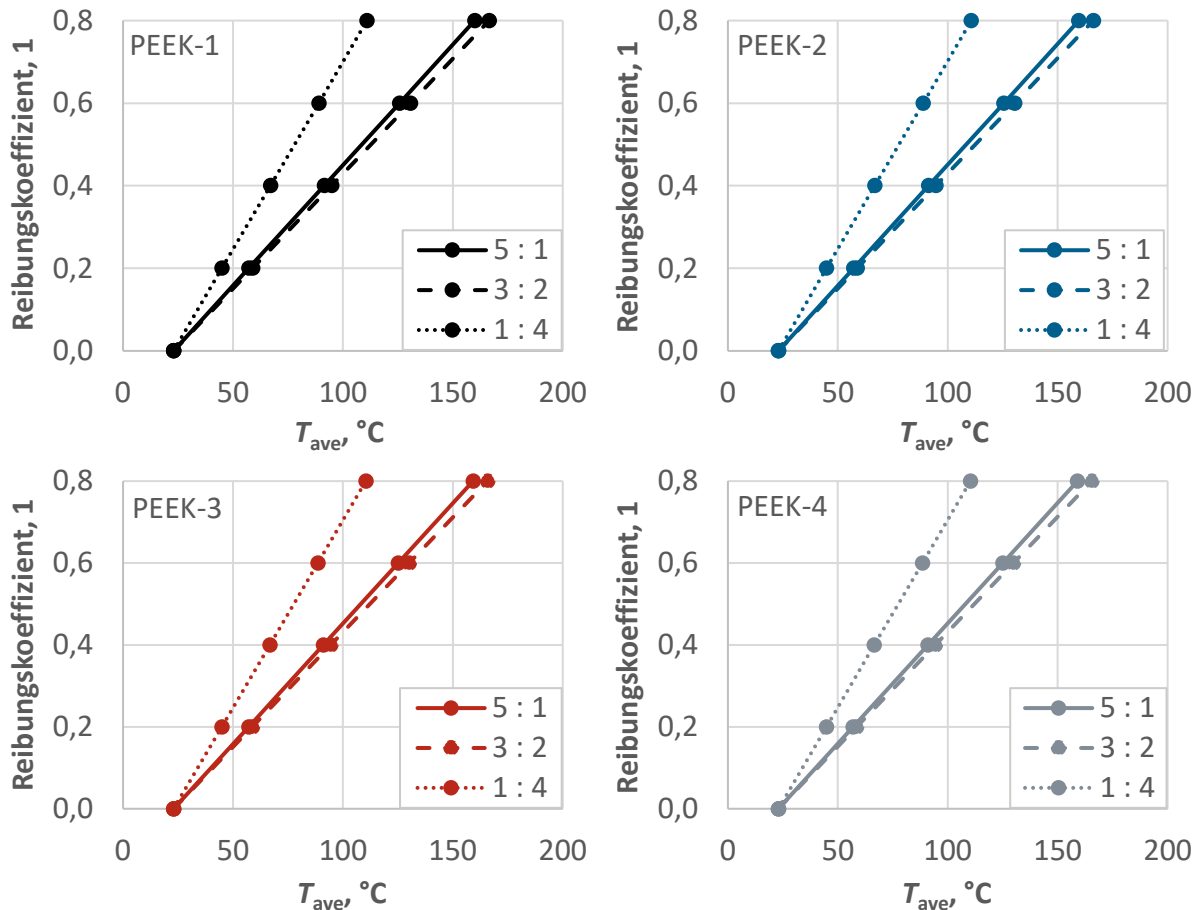 PEEK-1
Reibungskoeffizient, 1
0,8
0,6
0,4
0,2
0,0
5 : 1
3 : 2
1 : 4
0 50 100 150 200
Tave, °C
PEEK-2
Reibungskoeffizient, 1
0,8
0,6
0,4
0,2
0,0
5 : 1
3 : 2
1 : 4
0 50 100 150 200
Tave, °C
PEEK-3
Reibungskoeffizient, 1
0,8
0,6
0,4
0,2
0,0
5 : 1
3 : 2
1 : 4
0 50 100 150 200
Tave, °C
PEEK-4
Reibungskoeffizient, 1
0,8
0,6
0,4
0,2
0,0
5 : 1
3 : 2
1 : 4
0 50 100 150 200
Tave, °C